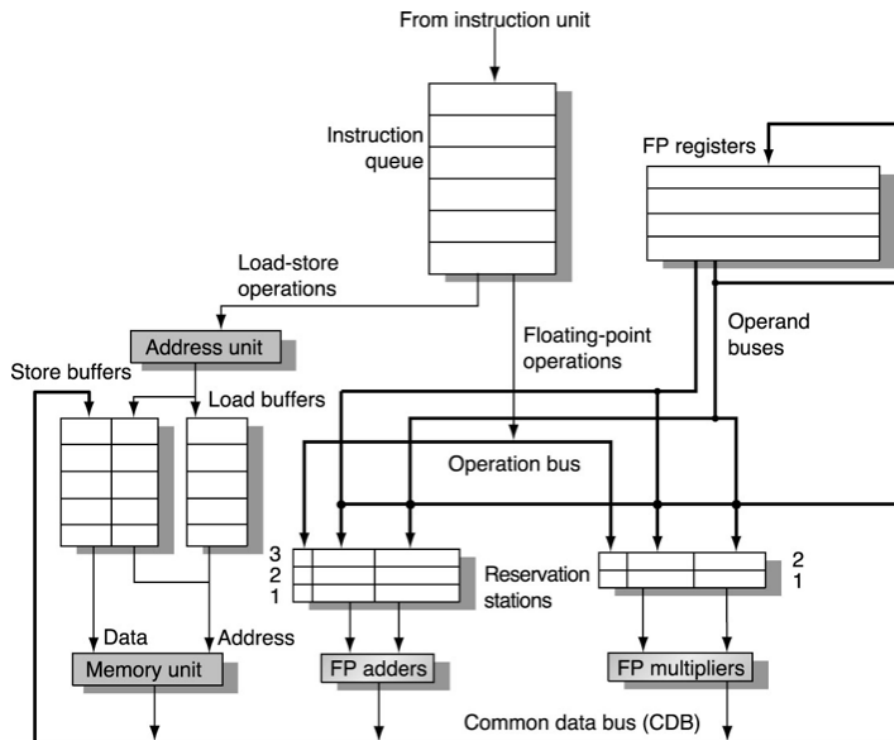 From instruction unit
Instruction
queue
FP registers
Load-store
operations
Floating-point
operations
Operand
buses
Address unit
Store buffers
Load buffers
Operation bus
3
2
1
Reservation
stations
2
1
Data
Address
Memory unit
FP adders
FP multipliers
Common data bus (CDB)